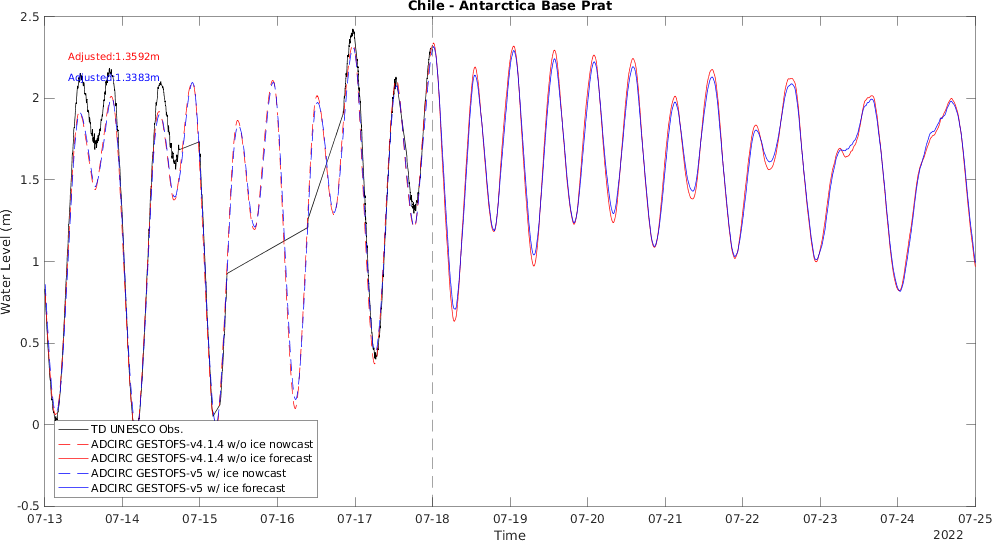 Chile - Antarctica Base Prat
2.5
Adjusted:1.3592m
Adjusted:1.3383m
2
1.5
Water Level (m)
1
0.5
0
TD UNESCO Obs.
ADCIRC GESTOFS-v4.1.4 w/o ice nowcast
ADCIRC GESTOFS-v4.1.4 w/o ice forecast
ADCIRC GESTOFS-v5 w/ ice nowcast
ADCIRC GESTOFS-v5 w/ ice forecast
-0.5
07-13 07-14 07-15 07-16 07-17 07-18 07-19 07-20 07-21 07-22 07-23 07-24 07-25
Time
2022